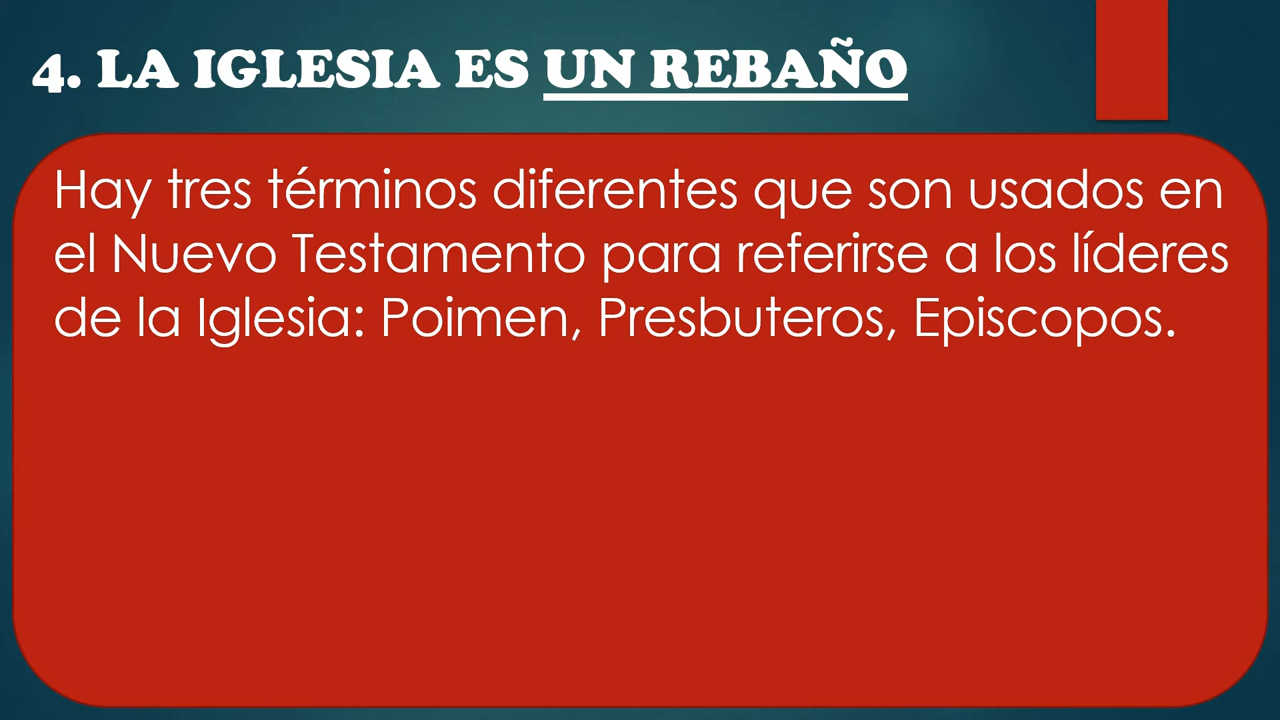 4. LA IGLESIA ES UN REBAÑO
Hay tres términos diferentes que son usados en
el Nuevo Testamento para referirse a los líderes
de la Iglesia: Poimen, Presbuteros, Episcopos.